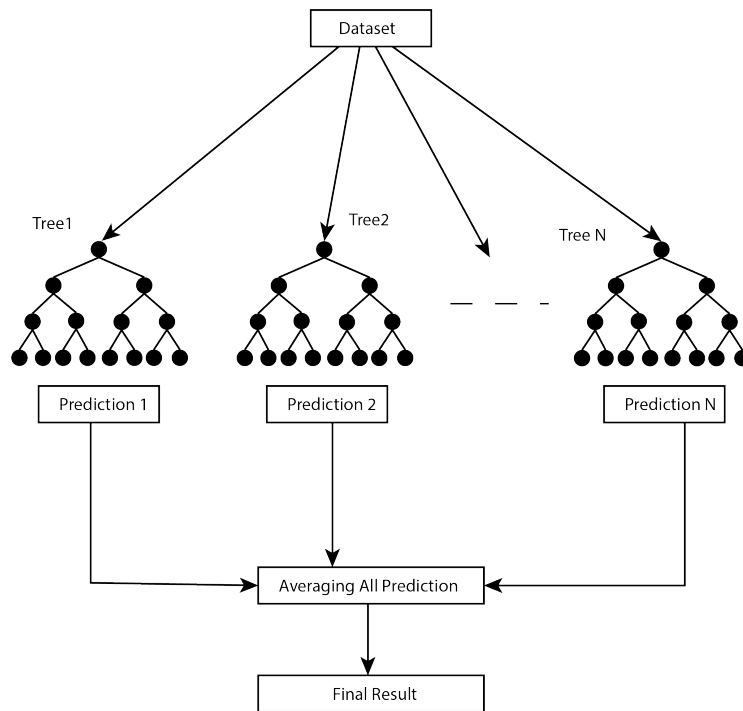 Dataset
Tree1
Tree2
Tree N
Prediction 1
Prediction 2
Prediction N
Averaging All Prediction
Final Result